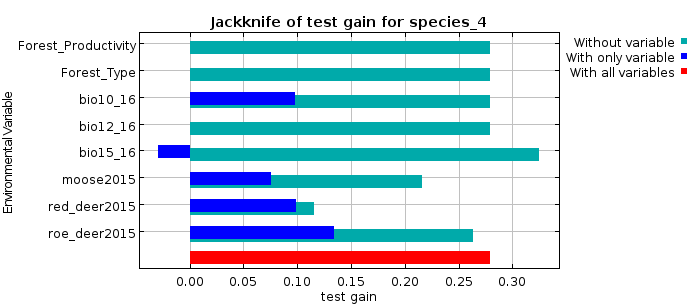 Jackknife of test gain for species_4
Without variable
With only variable
With all variables
Environmental Variable
Forest_Productivity
Forest_Type
bio10_16
bio12_16
bio15_16
moose2015
red_deer2015
roe_deer2015
0.00 0.05 0.10 0.15 0.20 0.25 0.30
test gain